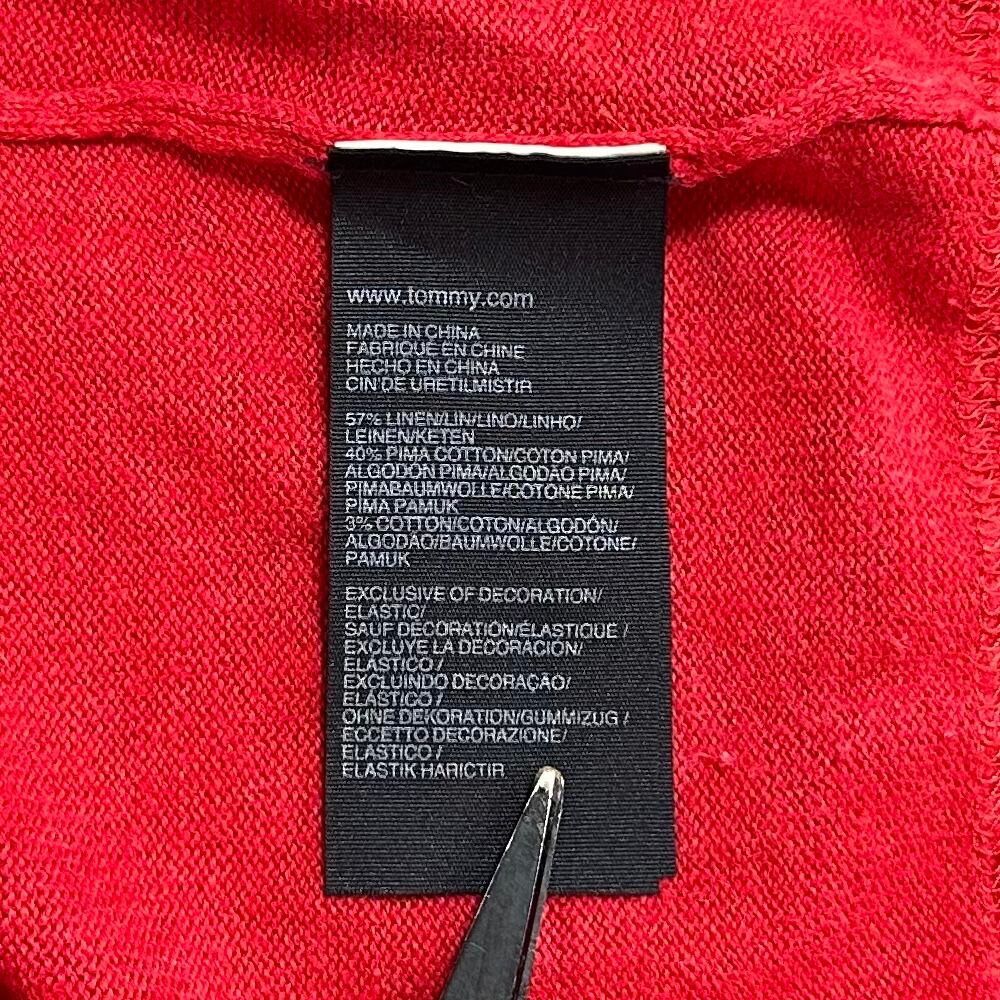 www.tommy.com
MADE IN CHINA
FABRIQUÉ EN CHINE
HECHO EN CHINA
CIN'DE URETILMISTIR
57% LINEN/LIN/LINO/LINHO/
LEINEN/KETEN
40% PIMA COTTON/COTON PIMA/
ALGODÓN PIMA/ALGODÃO PIMA/
PIMABAUMWOLLE/COTONE PIMA/
PIMA PAMUK
3% COTTON/COTON/ALGODÓN/
ALGODÃO/BAUMWOLLE/COTONE/
PAMUK
EXCLUSIVE OF DECORATION/
ELASTIC/
SAUF DÉCORATION/ÉLASTIQUE /
EXCLUYE LA DECORACIÓN/
ELÁSTICO /
EXCLUINDO DECORAÇÃO/
ELÁSTICO /
OHNE DEKORATION/GUMMIZUG /
ECCETTO DECORAZIONE/
ELASTICO /
ELASTIK HARICTIR